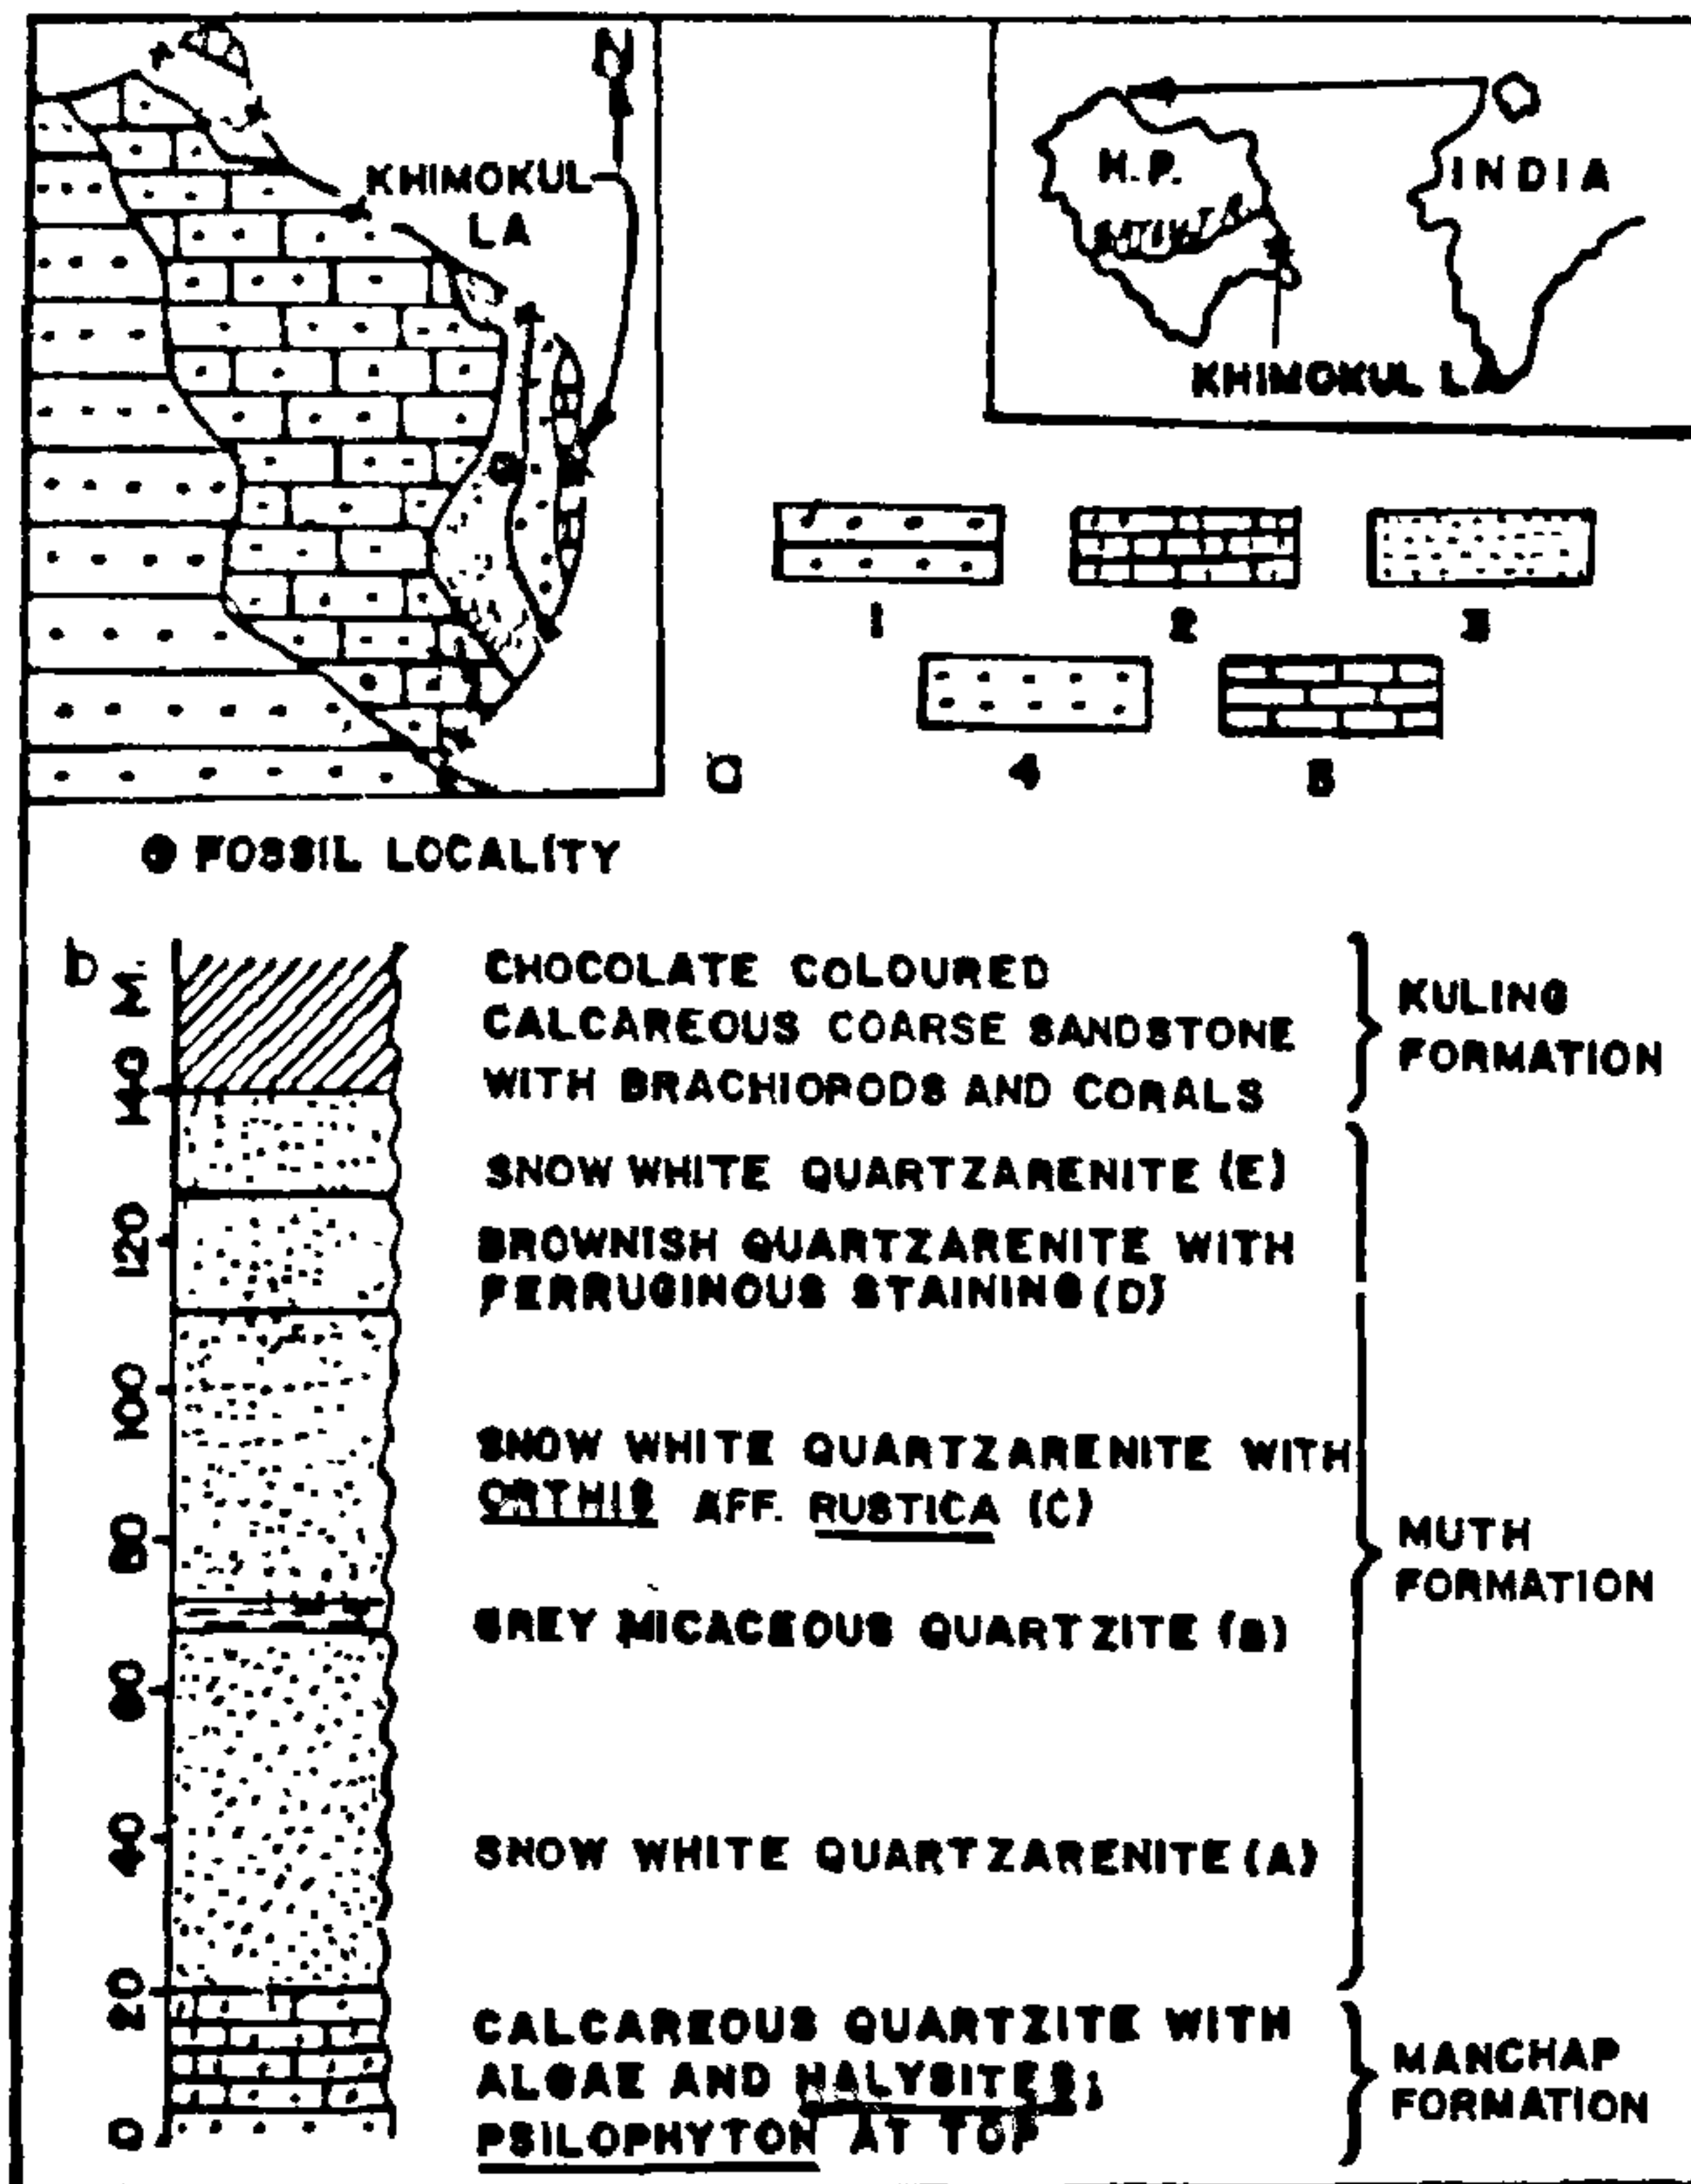 N
KHIMOKUL
LA
H.P.
INDIA
KHIMOKUL LA
1
2
3
4
5
a
FOSSIL LOCALITY
b
M
140
120
100
80
60
40
20
0
CHOCOLATE COLOURED
CALCAREOUS COARSE SANDSTONE
WITH BRACHIOPODS AND CORALS
SNOW WHITE QUARTZARENITE (E)
BROWNISH QUARTZARENITE WITH
FERRUGINOUS STAINING (D)
SNOW WHITE QUARTZARENITE WITH
ORTHIS AFF. RUSTICA (C)
GREY MICACEOUS QUARTZITE (B)
SNOW WHITE QUARTZARENITE (A)
CALCAREOUS QUARTZITE WITH
ALGAE AND HALYSITES;
PSILOPHYTON AT TOP
KULING
FORMATION
MUTH
FORMATION
MANCHAP
FORMATION